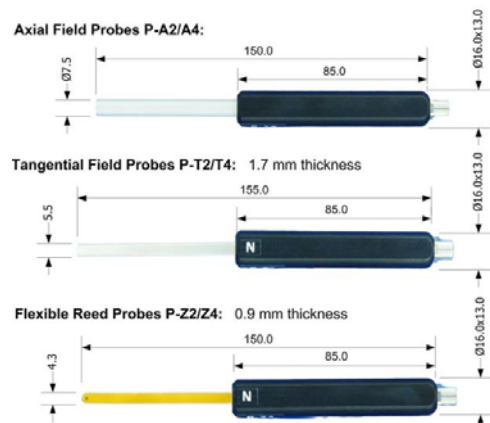 Axial Field Probes P-A2/A4:
150.0
85.0
Ø7.5
Ø16.0x13.0
Tangential Field Probes P-T2/T4: 1.7 mm thickness
155.0
85.0
5.5
N
Ø16.0x13.0
Flexible Reed Probes P-Z2/Z4: 0.9 mm thickness
150.0
85.0
4.3
N
Ø16.0x13.0